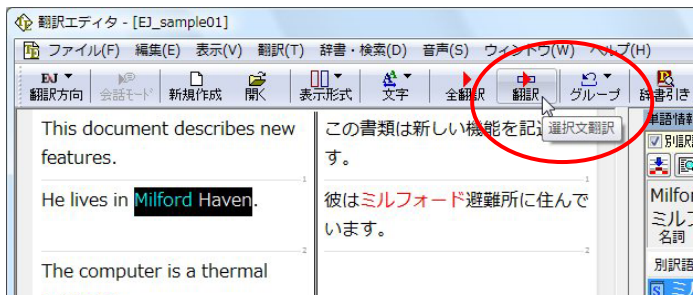 翻訳エディタ - [EJ_sample01]
ファイル(F) 編集(E) 表示(V) 翻訳(T) 辞書・検索(D) 音声(S) ウィンドウ(W) ヘルプ(H)
EJ
翻訳方向 会話モード 新規作成 開く 表示形式 文字 全翻訳 翻訳 グループ 辞書引き
This document describes new
features.
1
He lives in Milford Haven.
2
The computer is a thermal
この書類は新しい機能を記
す。
1
彼はミルフォード避難所に住んで
います。
2
選択文翻訳
単語情報
別訳
Milfor
ミル
名詞
別訳語
S ミ